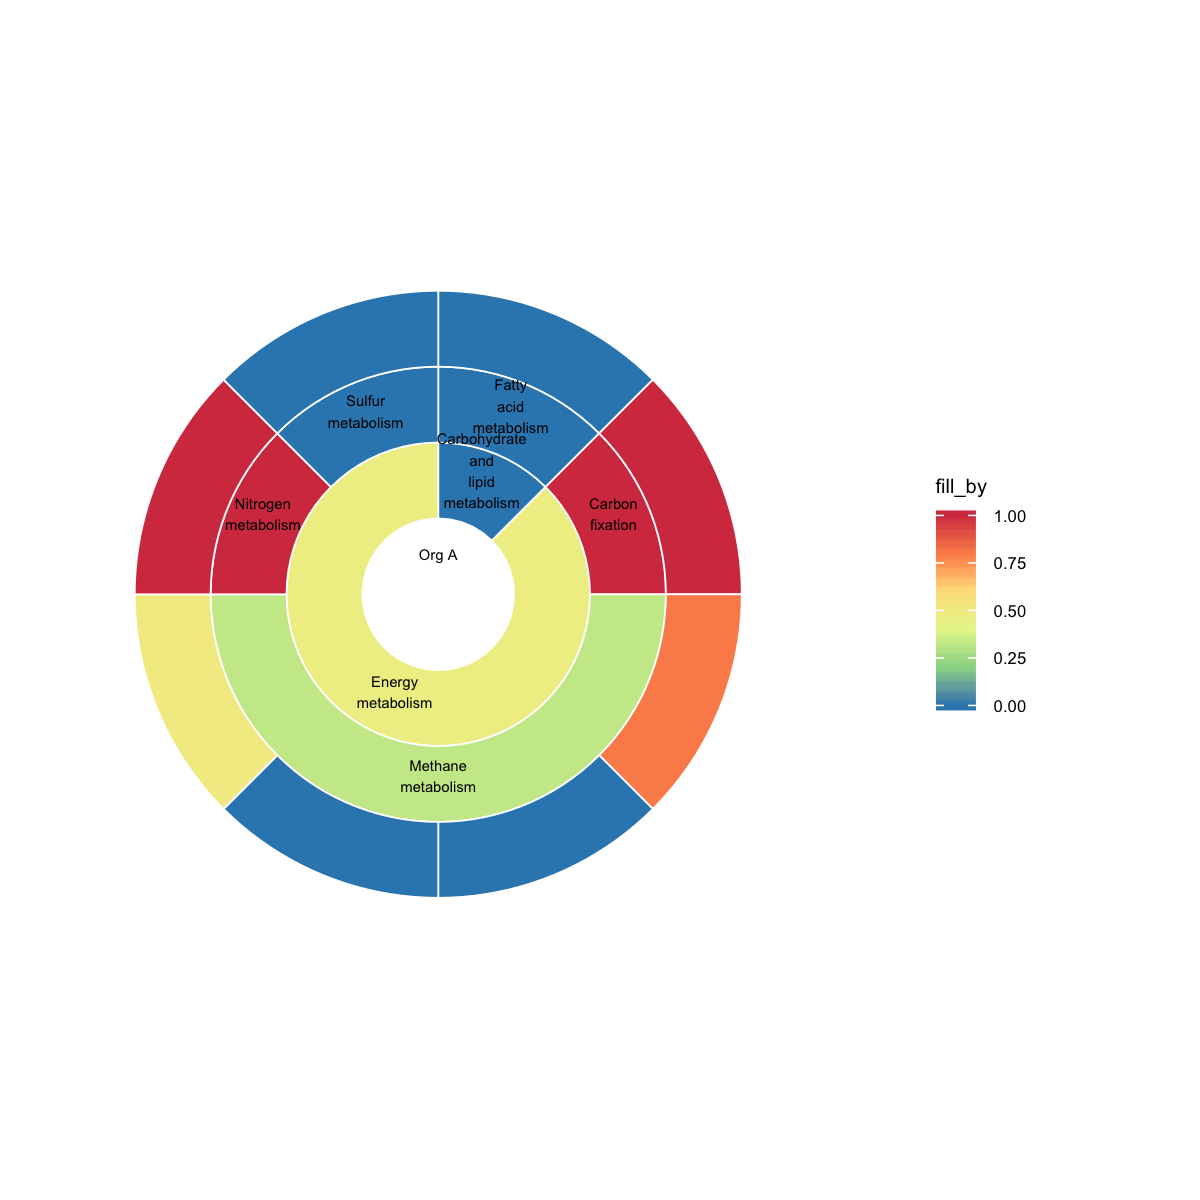 Fatty
acid
metabolism
Sulfur
metabolism
Carbohydrate
and
lipid
metabolism
Nitrogen
metabolism
Carbon
fixation
Org A
Energy
metabolism
Methane
metabolism
fill_by
1.00
0.75
0.50
0.25
0.00